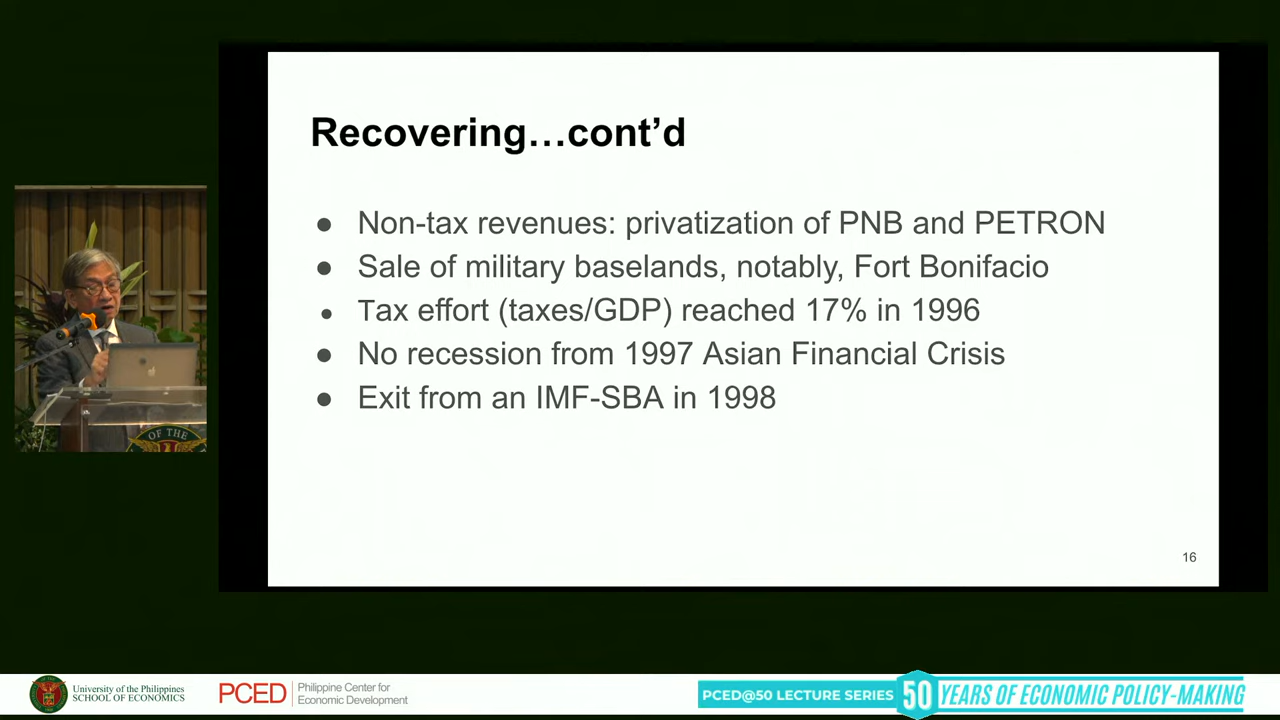 Recovering…cont’d
● Non-tax revenues: privatization of PNB and PETRON
● Sale of military baselands, notably, Fort Bonifacio
● Tax effort (taxes/GDP) reached 17% in 1996
● No recession from 1997 Asian Financial Crisis
● Exit from an IMF-SBA in 1998
OF THE
16
University of the Philippines
SCHOOL OF ECONOMICS
PCED
Philippine Center for
Economic Development
PCED@50 LECTURE SERIES
50 YEARS OF ECONOMIC POLICY-MAKING